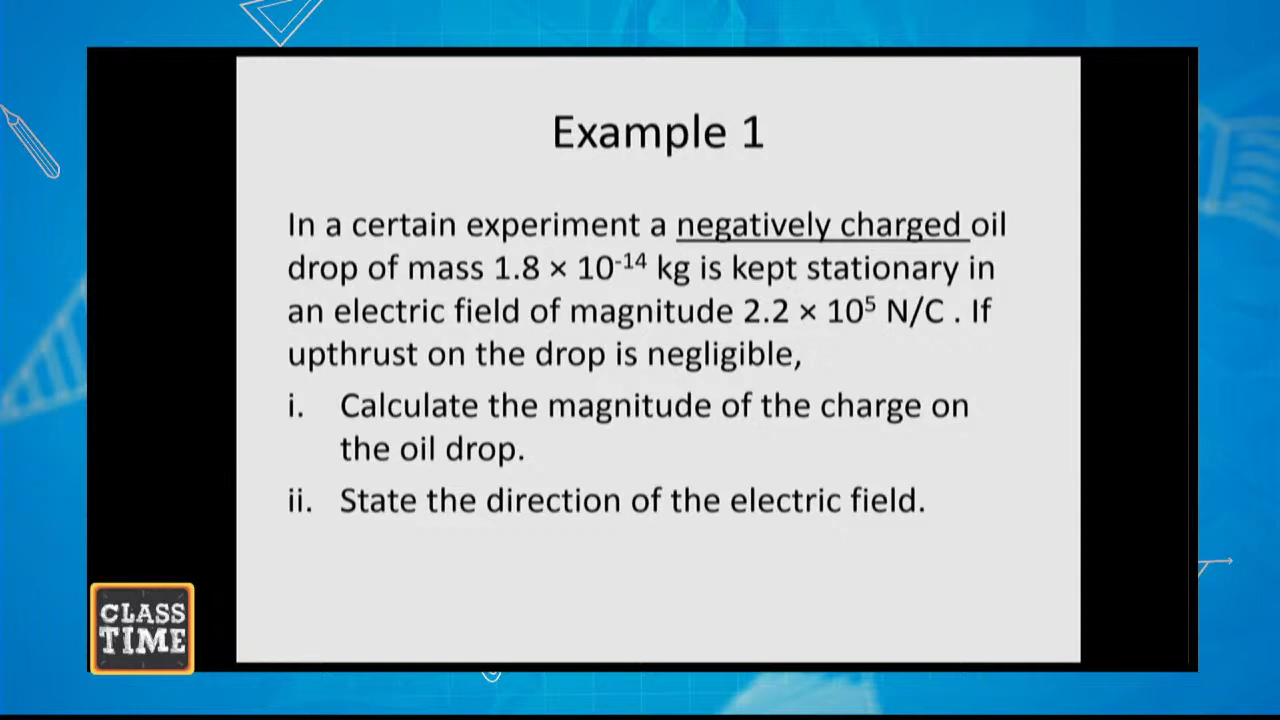 Example 1
In a certain experiment a negatively charged oil
drop of mass 1.8 × 10⁻¹⁴ kg is kept stationary in
an electric field of magnitude 2.2 × 10⁵ N/C . If
upthrust on the drop is negligible,
i. Calculate the magnitude of the charge on
the oil drop.
ii. State the direction of the electric field.
CLASS
TIME